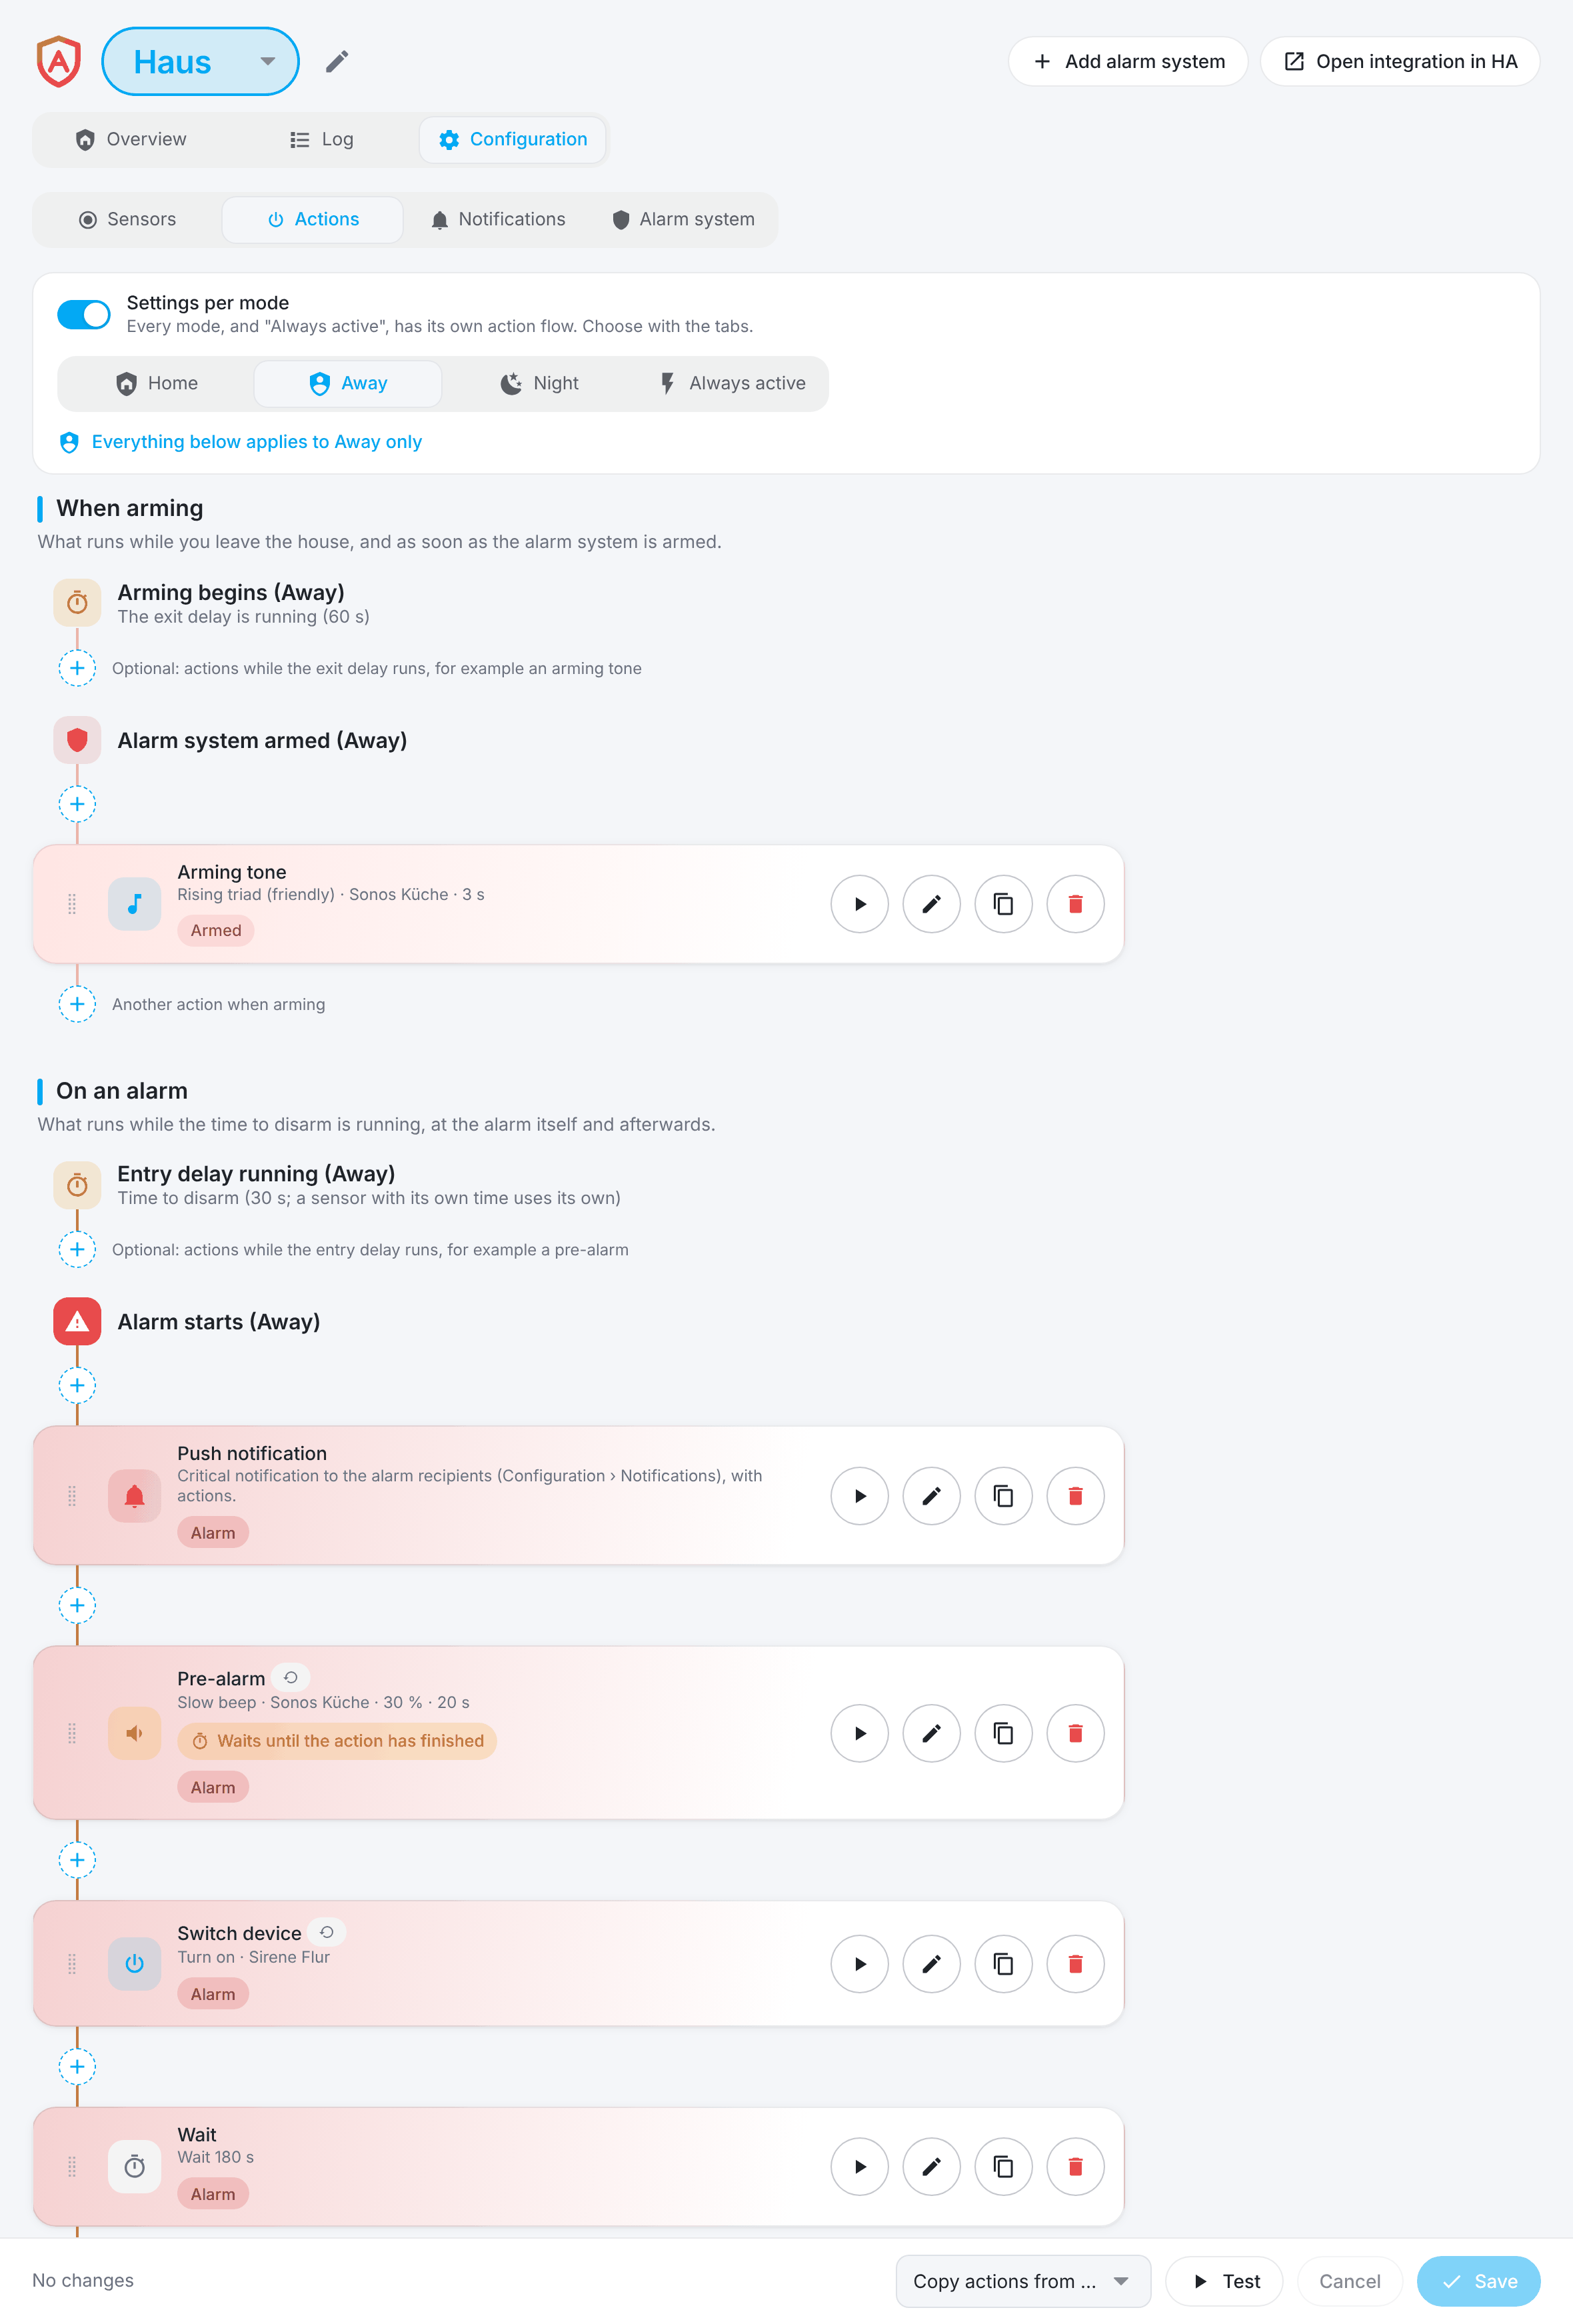 Haus
Add alarm system
Open integration in HA
Overview
Log
Configuration
Sensors
Actions
Notifications
Alarm system
Settings per mode
Every mode, and "Always active", has its own action flow. Choose with the tabs.
Home
Away
Night
Always active
Everything below applies to Away only
When arming
What runs while you leave the house, and as soon as the alarm system is armed.
Arming begins (Away)
The exit delay is running (60 s)
Optional: actions while the exit delay runs, for example an arming tone
Alarm system armed (Away)
Arming tone
Rising triad (friendly) · Sonos Küche · 3 s
Armed
Another action when arming
On an alarm
What runs while the time to disarm is running, at the alarm itself and afterwards.
Entry delay running (Away)
Time to disarm (30 s; a sensor with its own time uses its own)
Optional: actions while the entry delay runs, for example a pre-alarm
Alarm starts (Away)
Push notification
Critical notification to the alarm recipients (Configuration › Notifications), with
actions.
Alarm
Pre-alarm
Slow beep · Sonos Küche · 30 % · 20 s
Waits until the action has finished
Alarm
Switch device
Turn on · Sirene Flur
Alarm
Wait
Wait 180 s
Alarm
No changes
Copy actions from ...
Test
Cancel
Save